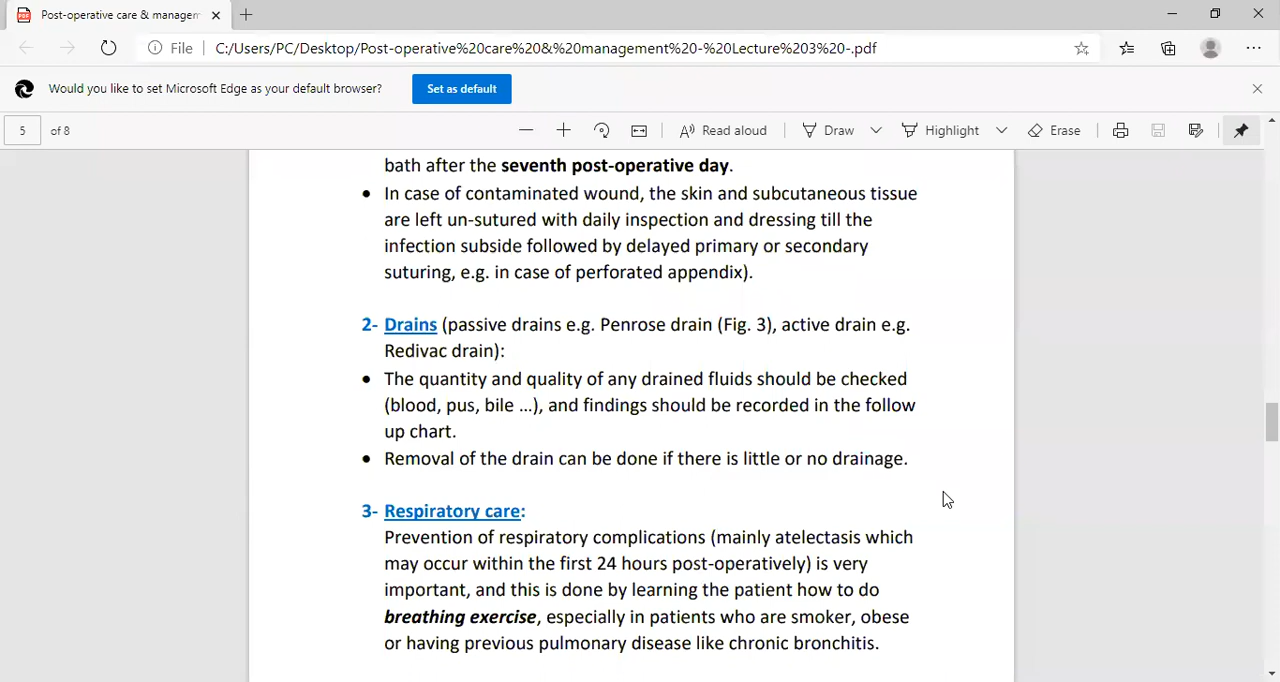 Post-operative care & managem
File
C:/Users/PC/Desktop/Post-operative%20care%20&%20management%20-%20Lecture%203%20-.pdf
Would you like to set Microsoft Edge as your default browser?
Set as default
5 of 8
Read aloud
Draw
Highlight
Erase
bath after the seventh post-operative day.
• In case of contaminated wound, the skin and subcutaneous tissue
are left un-sutured with daily inspection and dressing till the
infection subside followed by delayed primary or secondary
suturing, e.g. in case of perforated appendix).
2- Drains (passive drains e.g. Penrose drain (Fig. 3), active drain e.g.
Redivac drain):
• The quantity and quality of any drained fluids should be checked
(blood, pus, bile ...), and findings should be recorded in the follow
up chart.
• Removal of the drain can be done if there is little or no drainage.
3- Respiratory care:
Prevention of respiratory complications (mainly atelectasis which
may occur within the first 24 hours post-operatively) is very
important, and this is done by learning the patient how to do
breathing exercise, especially in patients who are smoker, obese
or having previous pulmonary disease like chronic bronchitis.